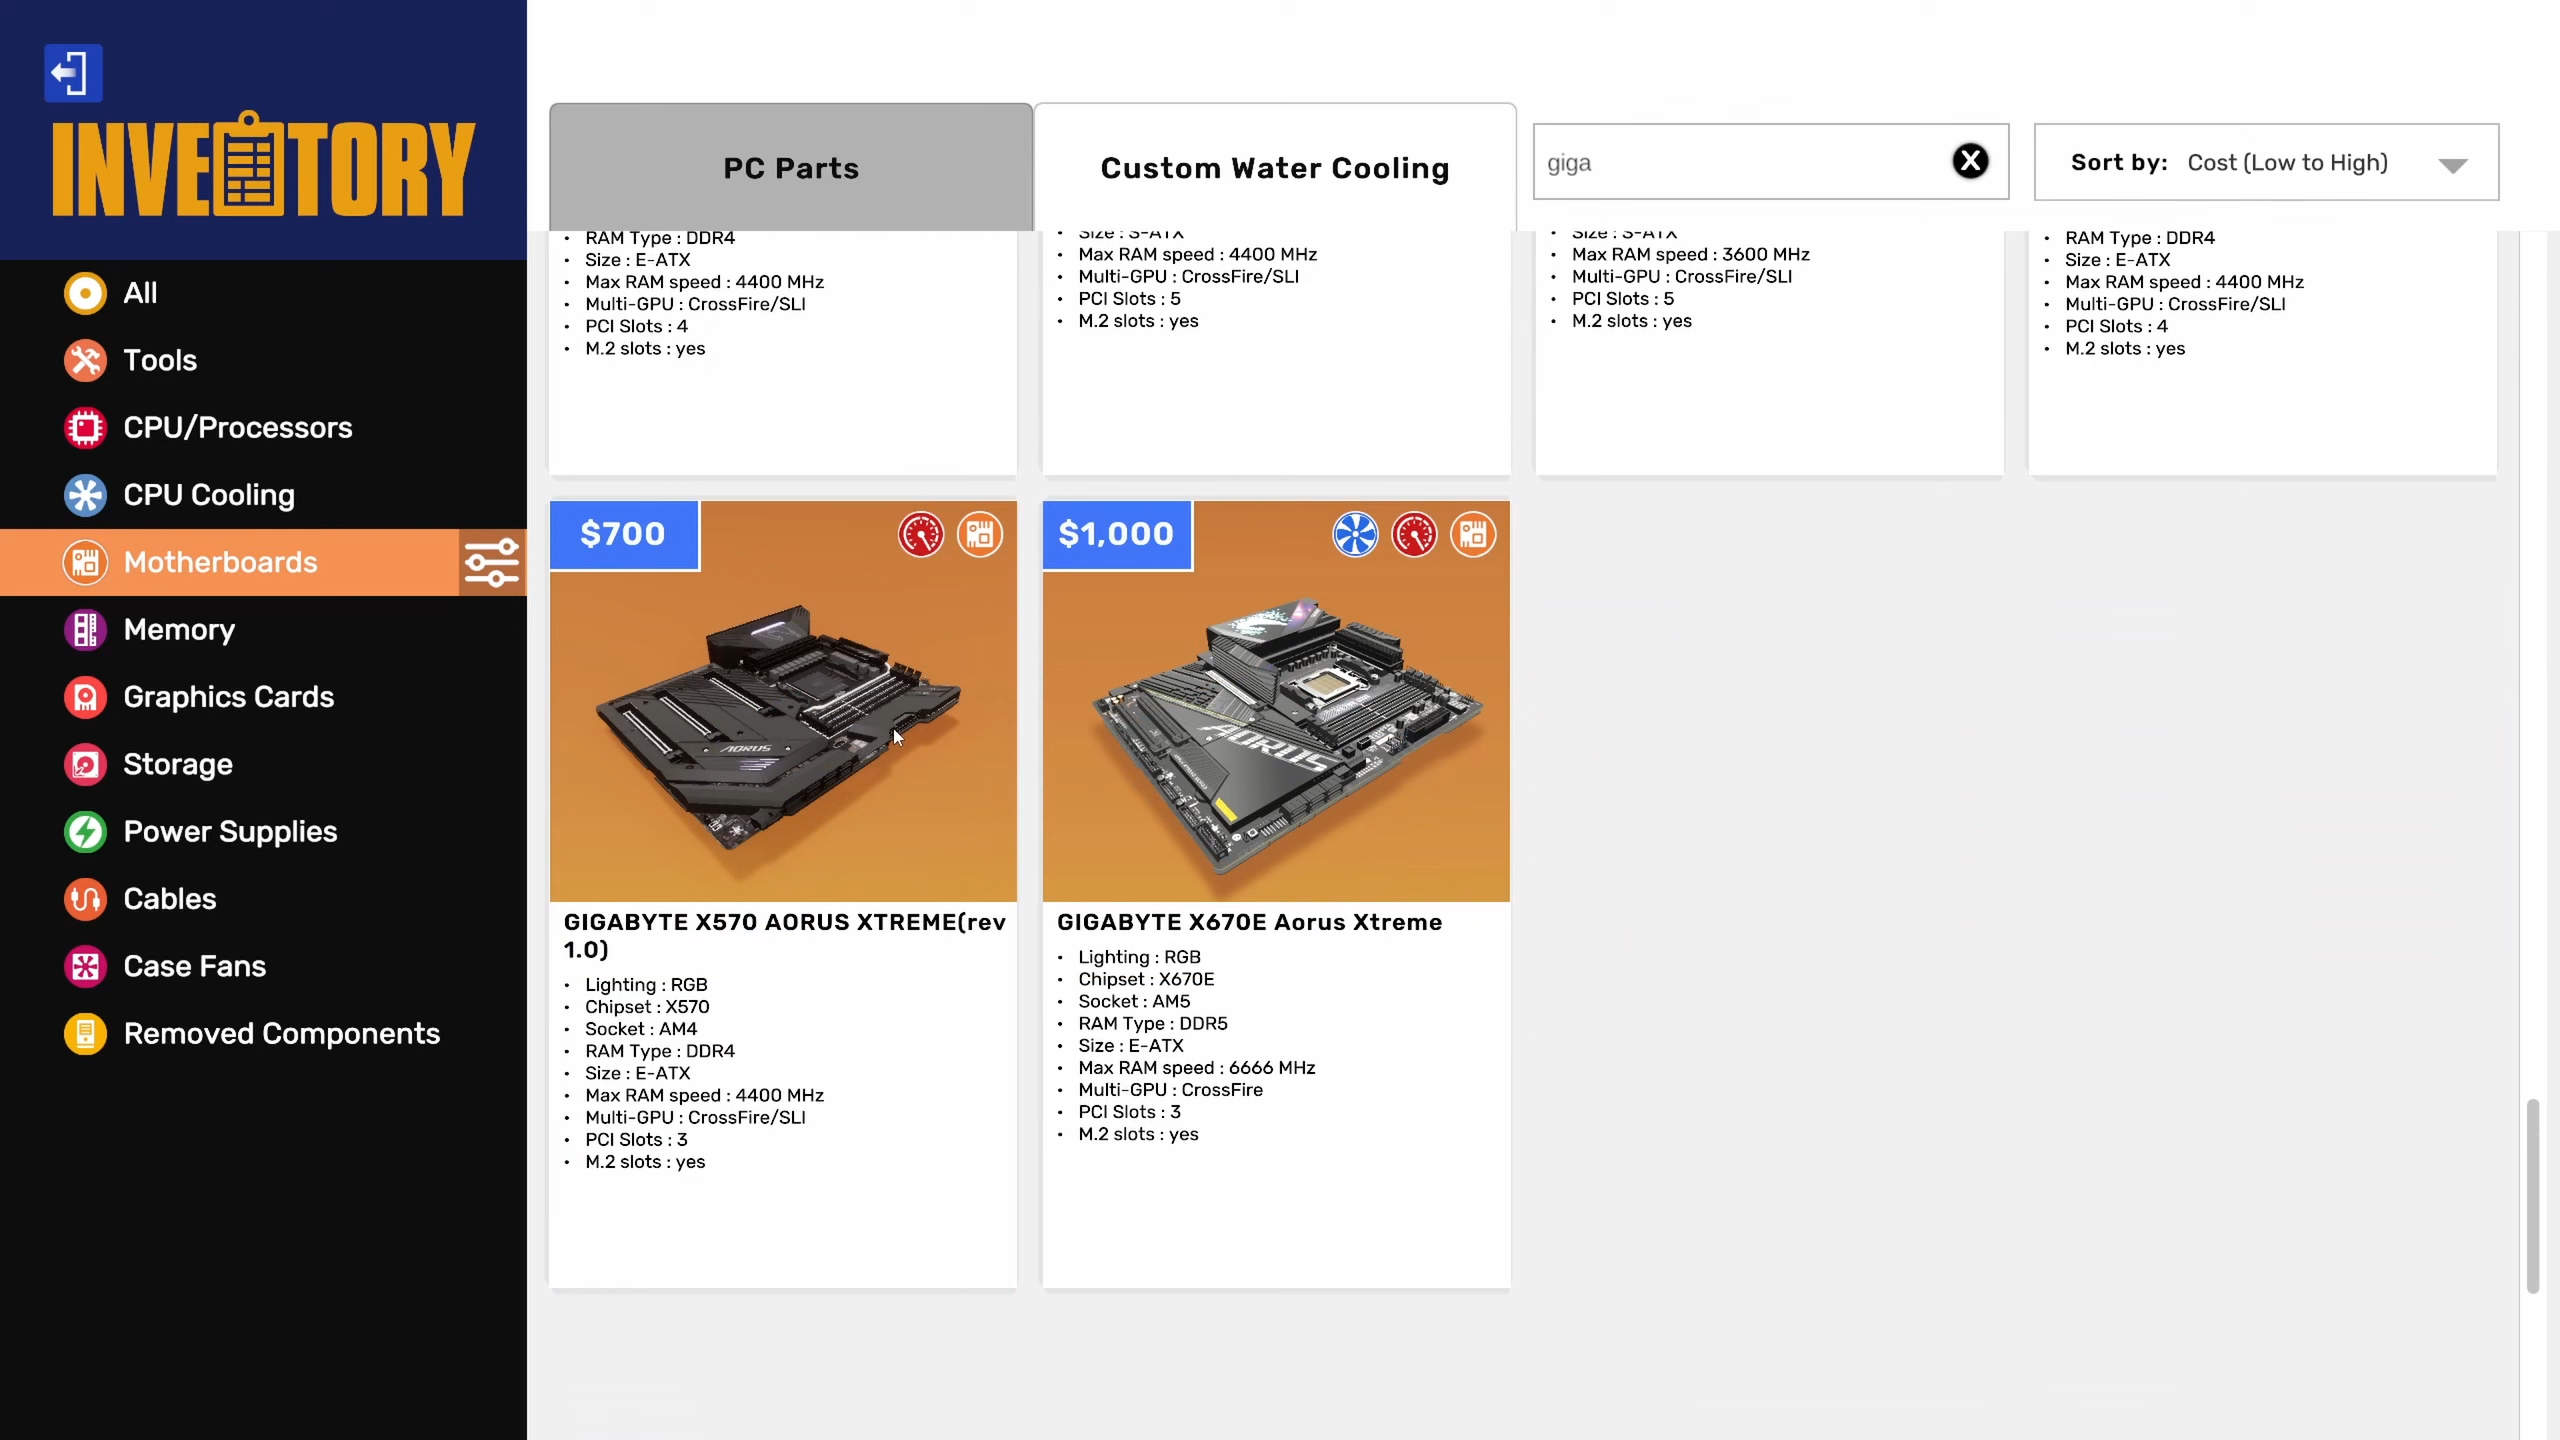 INVENTORY
PC Parts
Custom Water Cooling
giga
X
Sort by: Cost (Low to High)
All
Tools
CPU/Processors
CPU Cooling
Motherboards
Memory
Graphics Cards
Storage
Power Supplies
Cables
Case Fans
Removed Components
• RAM Type : DDR4
• Size : E-ATX
• Max RAM speed : 4400 MHz
• Multi-GPU : CrossFire/SLI
• PCI Slots : 4
• M.2 slots : yes
• Size : S-ATX
• Max RAM speed : 4400 MHz
• Multi-GPU : CrossFire/SLI
• PCI Slots : 5
• M.2 slots : yes
• Size : S-ATX
• Max RAM speed : 3600 MHz
• Multi-GPU : CrossFire/SLI
• PCI Slots : 5
• M.2 slots : yes
• RAM Type : DDR4
• Size : E-ATX
• Max RAM speed : 4400 MHz
• Multi-GPU : CrossFire/SLI
• PCI Slots : 4
• M.2 slots : yes
$700
AORUS
GIGABYTE X570 AORUS XTREME(rev
1.0)
• Lighting : RGB
• Chipset : X570
• Socket : AM4
• RAM Type : DDR4
• Size : E-ATX
• Max RAM speed : 4400 MHz
• Multi-GPU : CrossFire/SLI
• PCI Slots : 3
• M.2 slots : yes
$1,000
AORUS
GIGABYTE X670E Aorus Xtreme
• Lighting : RGB
• Chipset : X670E
• Socket : AM5
• RAM Type : DDR5
• Size : E-ATX
• Max RAM speed : 6666 MHz
• Multi-GPU : CrossFire
• PCI Slots : 3
• M.2 slots : yes